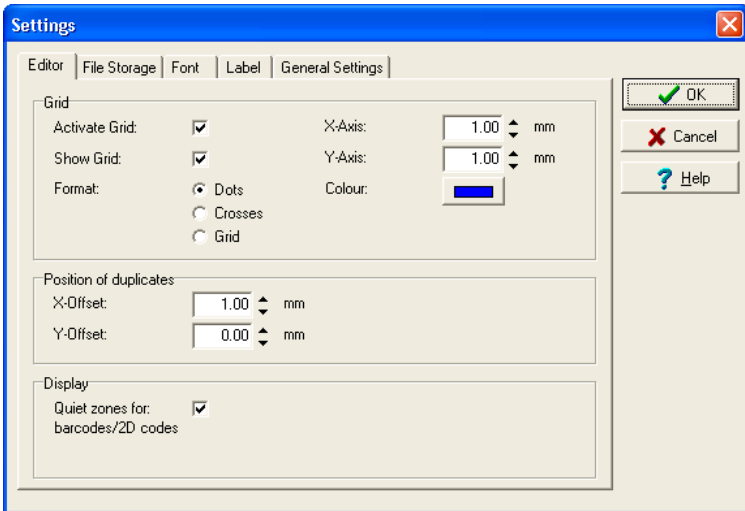 Settings
Editor File Storage Font Label General Settings
Grid
Activate Grid: X-Axis: 1.00 mm
Show Grid: Y-Axis: 1.00 mm
Format: Dots Colour:
Crosses
Grid
Position of duplicates
X-Offset: 1.00 mm
Y-Offset: 0.00 mm
Display
Quiet zones for:
barcodes/2D codes
OK
Cancel
Help